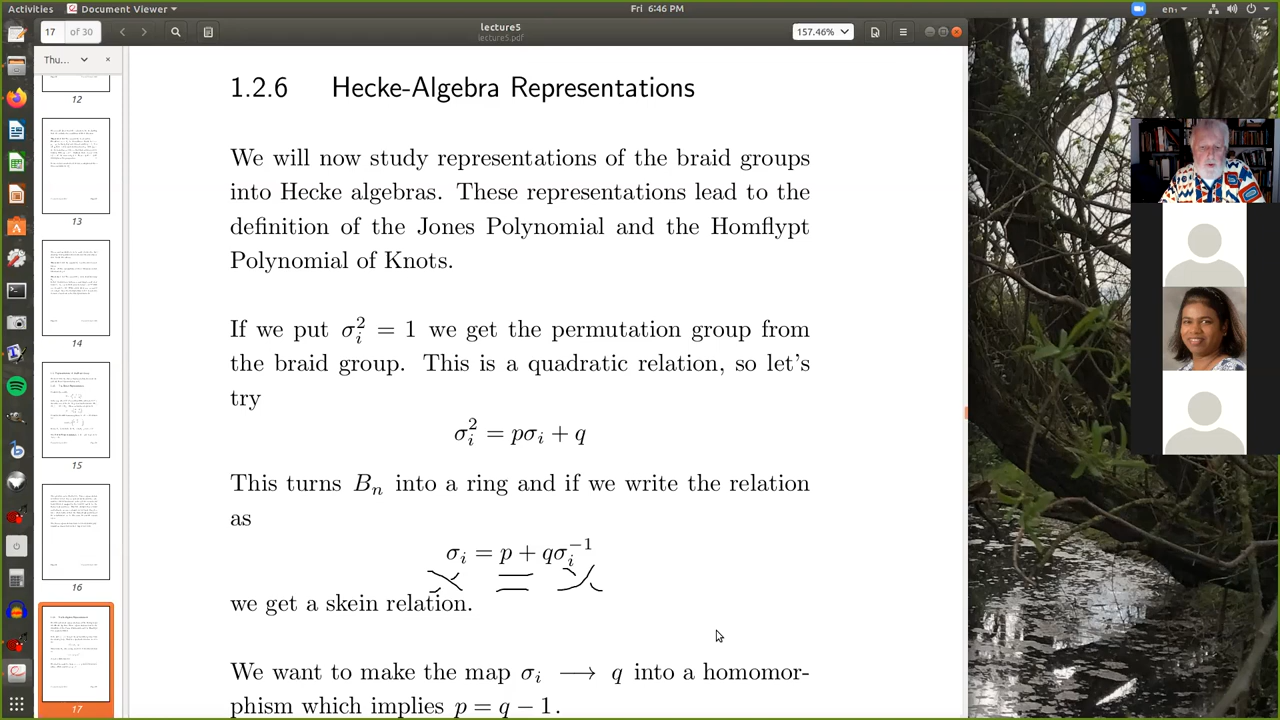 Activities
Document Viewer
Fri 6:46 PM
en
17
of 30
lecture5
lecture5.pdf
157.46%
Thu...
12
13
14
15
16
17
1.2.6 Hecke-Algebra Representations
We will now study representations of the braid groups
into Hecke algebras. These representations lead to the
definition of the Jones Polynomial and the Homflypt
Polynomial of Knots.
If we put σ_i^2 = 1 we get the permutation group from
the braid group. This is a quadratic relation, so let's
try
σ_i^2 = pσ_i + q
This turns B_n into a ring and if we write the relation
as
σ_i = p + qσ_i^{-1}
we get a skein relation.
We want to make the map σ_i ⟶ q into a homomor-
phism which implies p = q − 1.